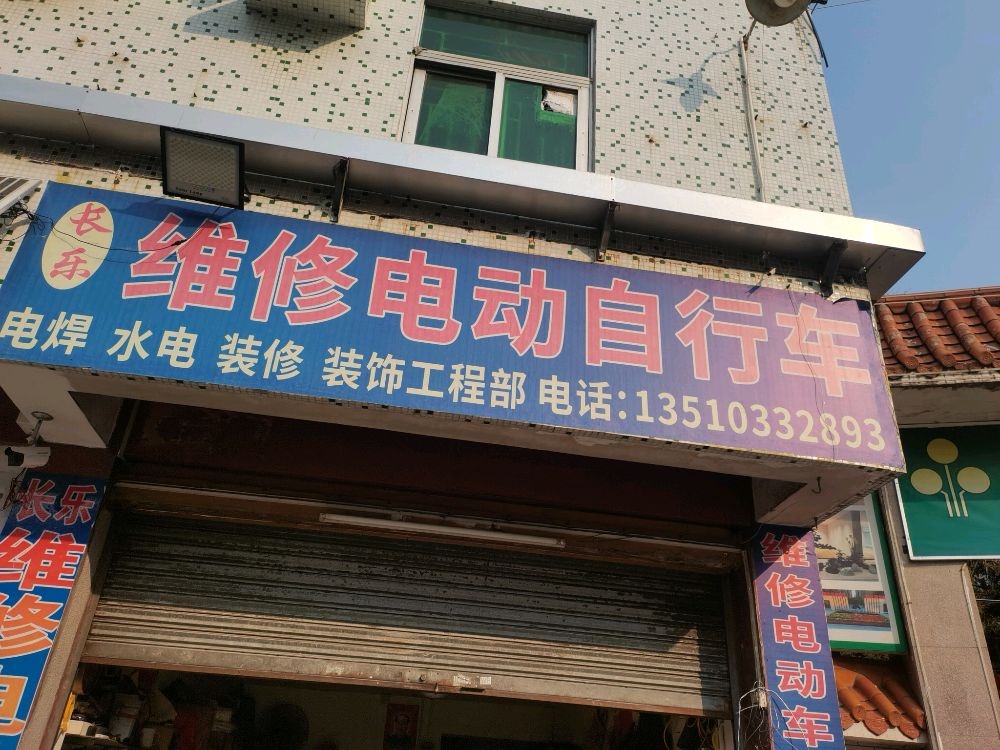 长乐
维修电动自行车
电焊 水电 装修 装饰工程部 电话:13510332893
长乐
维修电
维修电动车